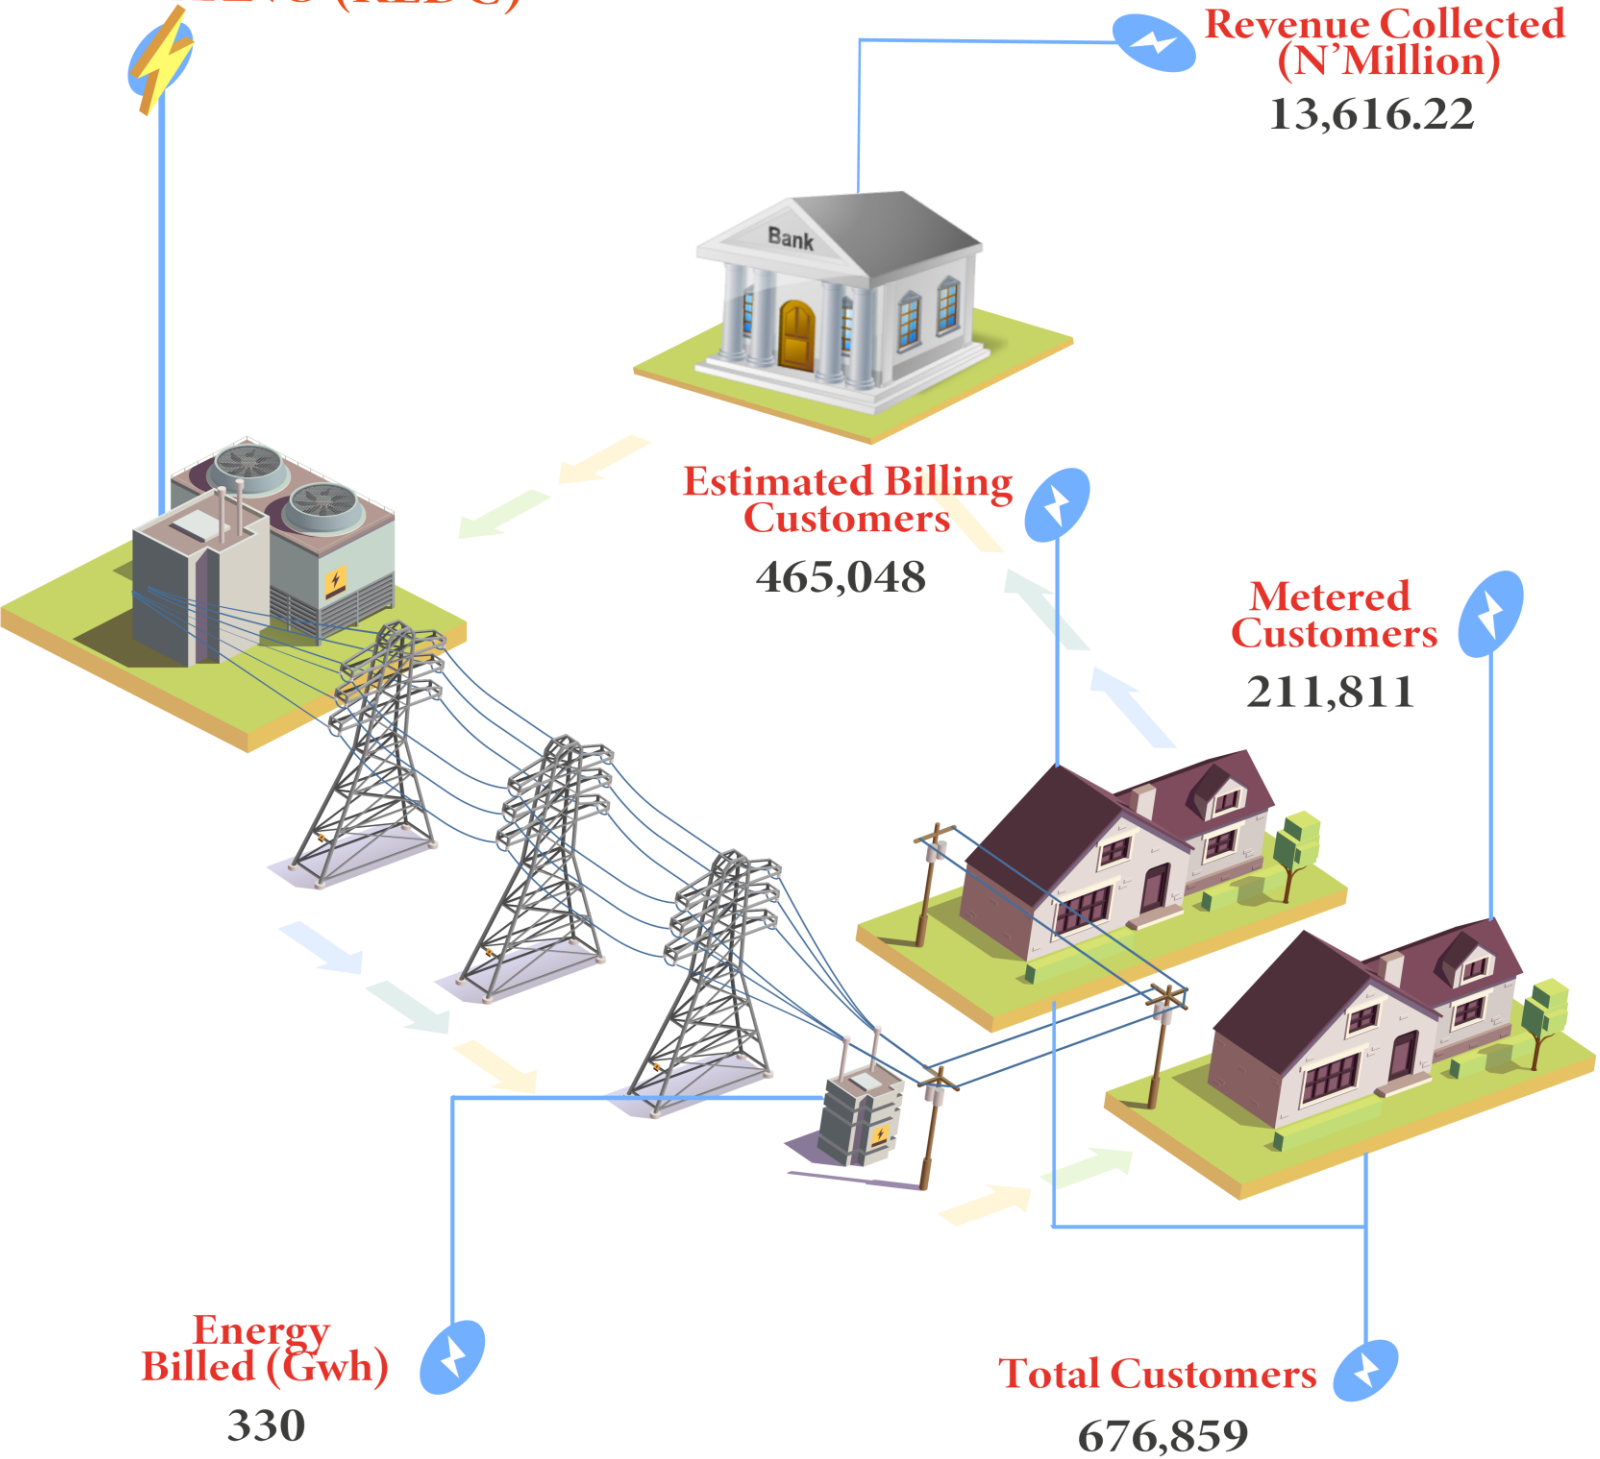 (KEDC)
Revenue Collected
(N’Million)
13,616.22
Bank
Estimated Billing
Customers
465,048
Metered
Customers
211,811
Energy
Billed (Gwh)
330
Total Customers
676,859